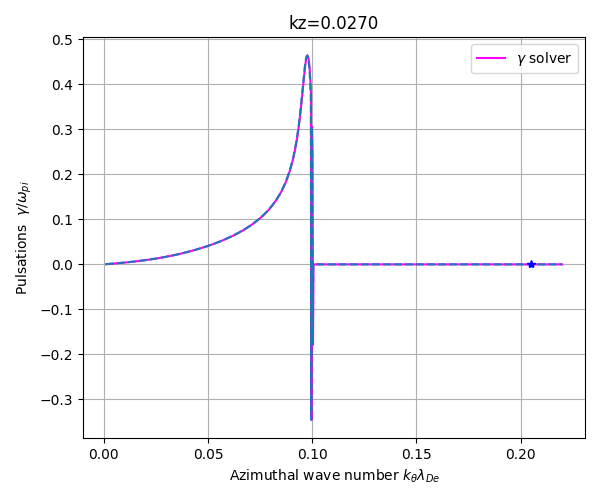 kz=0.0270
γ solver
Pulsations γ/ω_pi
0.5
0.4
0.3
0.2
0.1
0.0
−0.1
−0.2
−0.3
0.00 0.05 0.10 0.15 0.20
Azimuthal wave number k_θλ_De